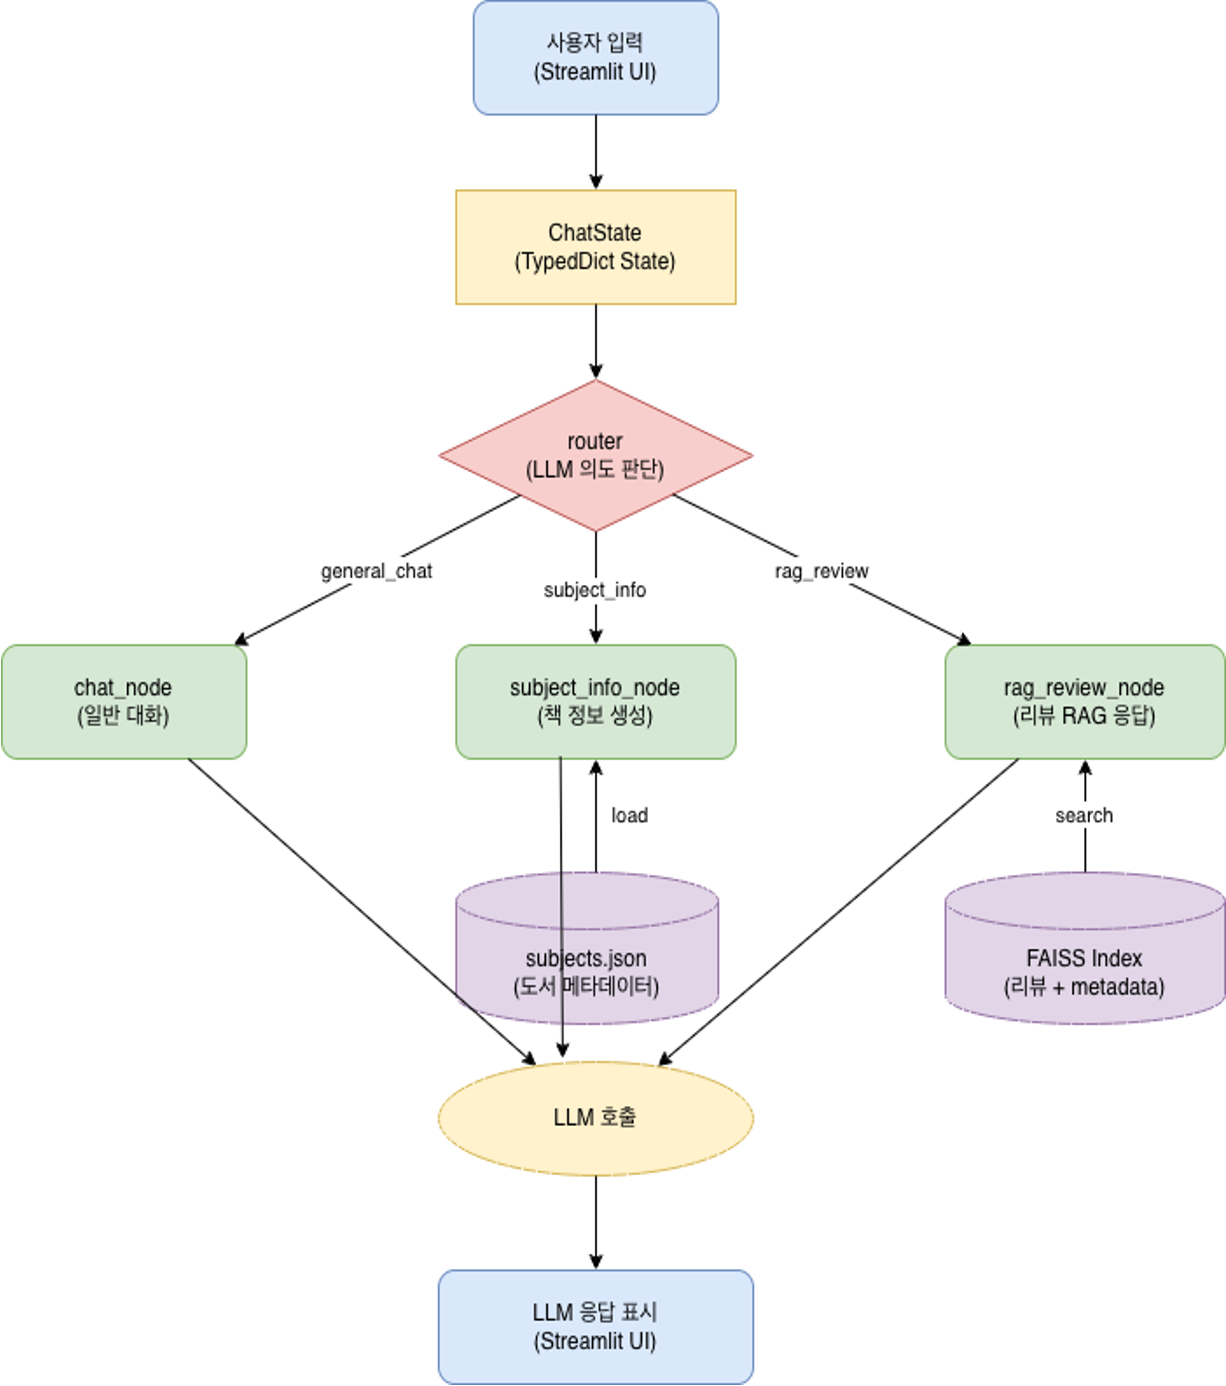 사용자 입력
(Streamlit UI)
ChatState
(TypedDict State)
router
(LLM 의도 판단)
general_chat
subject_info
rag_review
chat_node
(일반 대화)
subject_info_node
(책 정보 생성)
rag_review_node
(리뷰 RAG 응답)
load
search
subjects.json
(도서 메타데이터)
FAISS Index
(리뷰 + metadata)
LLM 호출
LLM 응답 표시
(Streamlit UI)